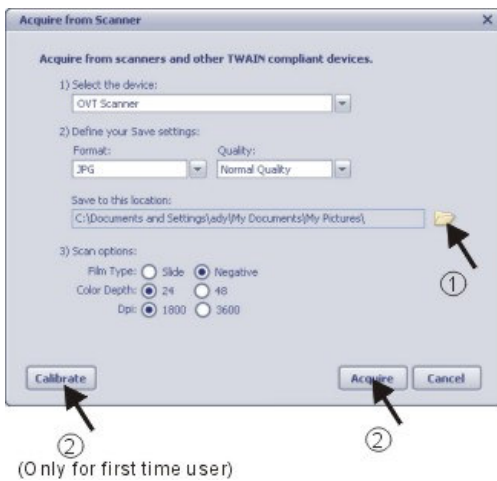 Acquire from Scanner
Acquire from scanners and other TWAIN compliant devices.
1) Select the device:
OVT Scanner
2) Define your Save settings:
Format: Quality:
JPG Normal Quality
Save to this location:
C:\Documents and Settings\ady\My Documents\My Pictures\
①
3) Scan options:
Film Type: Slide Negative
Color Depth: 24 48
Dpi: 1800 3600
Calibrate Acquire Cancel
② ②
(Only for first time user)